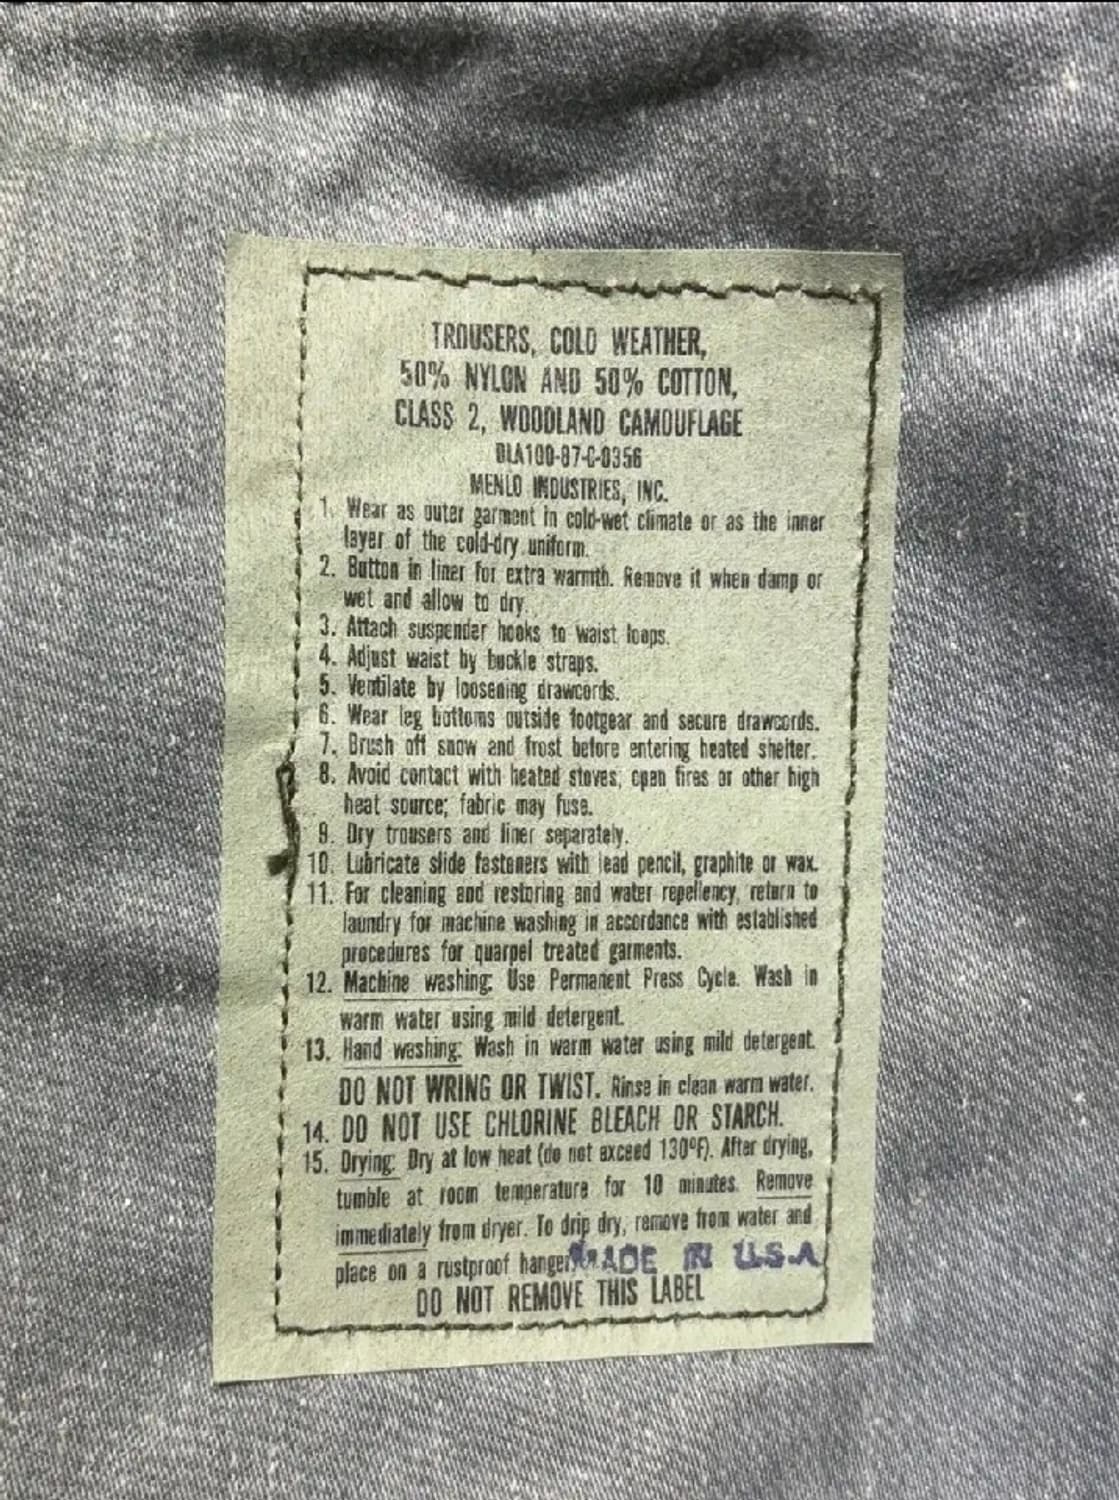 TROUSERS, COLD WEATHER,
50% NYLON AND 50% COTTON,
CLASS 2, WOODLAND CAMOUFLAGE
DLA100-87-C-0356
MENLO INDUSTRIES, INC.
1. Wear as outer garment in cold-wet climate or as the inner
layer of the cold-dry uniform.
2. Button in liner for extra warmth. Remove it when damp or
wet and allow to dry.
3. Attach suspender hooks to waist loops.
4. Adjust waist by buckle straps.
5. Ventilate by loosening drawcords.
6. Wear leg bottoms outside footgear and secure drawcords.
7. Brush off snow and frost before entering heated shelter.
8. Avoid contact with heated stoves, open fires or other high
heat source; fabric may fuse.
9. Dry trousers and liner separately.
10. Lubricate slide fasteners with lead pencil, graphite or wax.
11. For cleaning and restoring and water repellency, return to
laundry for machine washing in accordance with established
procedures for quarpel treated garments.
12. Machine washing: Use Permanent Press Cycle. Wash in
warm water using mild detergent.
13. Hand washing: Wash in warm water using mild detergent.
DO NOT WRING OR TWIST. Rinse in clean warm water.
14. DO NOT USE CHLORINE BLEACH OR STARCH.
15. Drying: Dry at low heat (do not exceed 130°F). After drying,
tumble at room temperature for 10 minutes. Remove
immediately from dryer. To drip dry, remove from water and
place on a rustproof hanger. MADE IN U.S.A
DO NOT REMOVE THIS LABEL